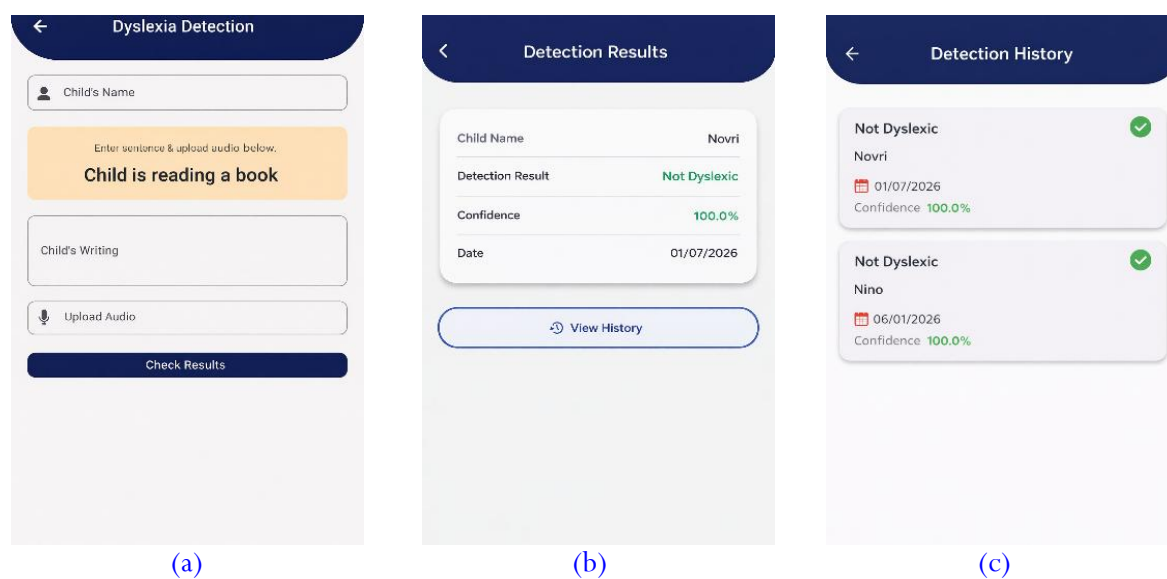 Dyslexia Detection
Child's Name
Enter sentence & upload audio below.
Child is reading a book
Child's Writing
Upload Audio
Check Results
(a)
Detection Results
Child Name Novri
Detection Result Not Dyslexic
Confidence 100.0%
Date 01/07/2026
View History
(b)
Detection History
Not Dyslexic
Novri
01/07/2026
Confidence 100.0%
Not Dyslexic
Nino
06/01/2026
Confidence 100.0%
(c)